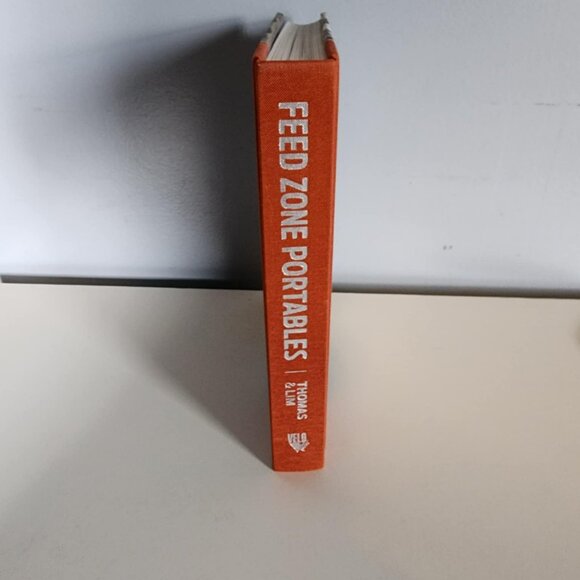 FEED ZONE PORTABLES
THOMAS
& LIM